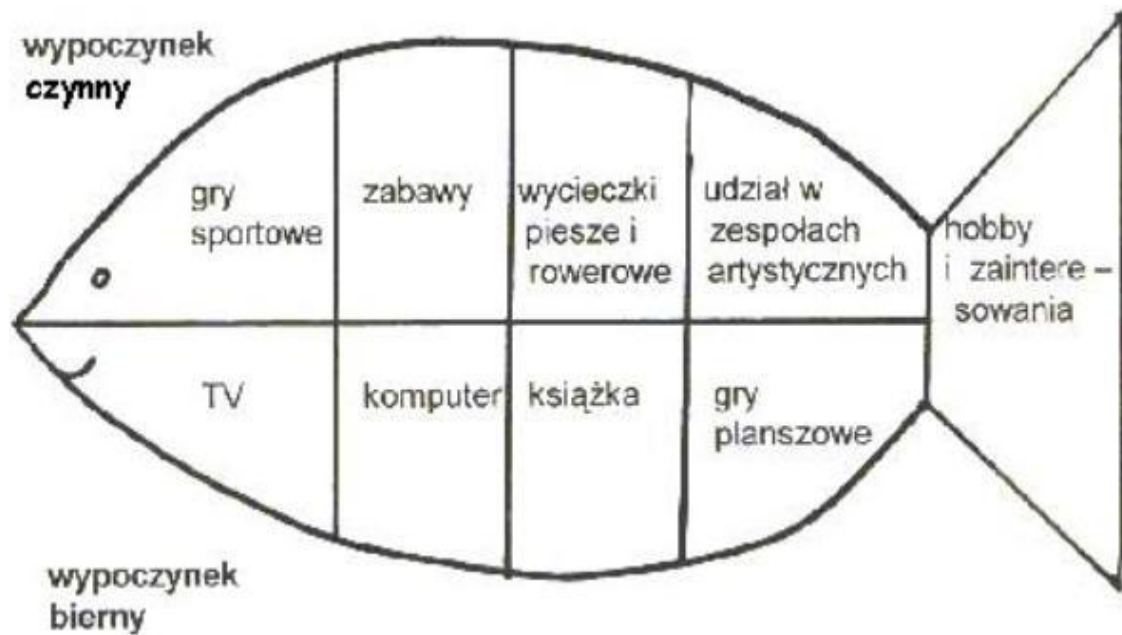 wypoczynek
czynny
gry
sportowe
zabawy
wycieczki
piesze i
rowerowe
udział w
zespołach
artystycznych
hobby
i zaintere –
sowania
TV
komputer
książka
gry
planszowe
wypoczynek
bierny